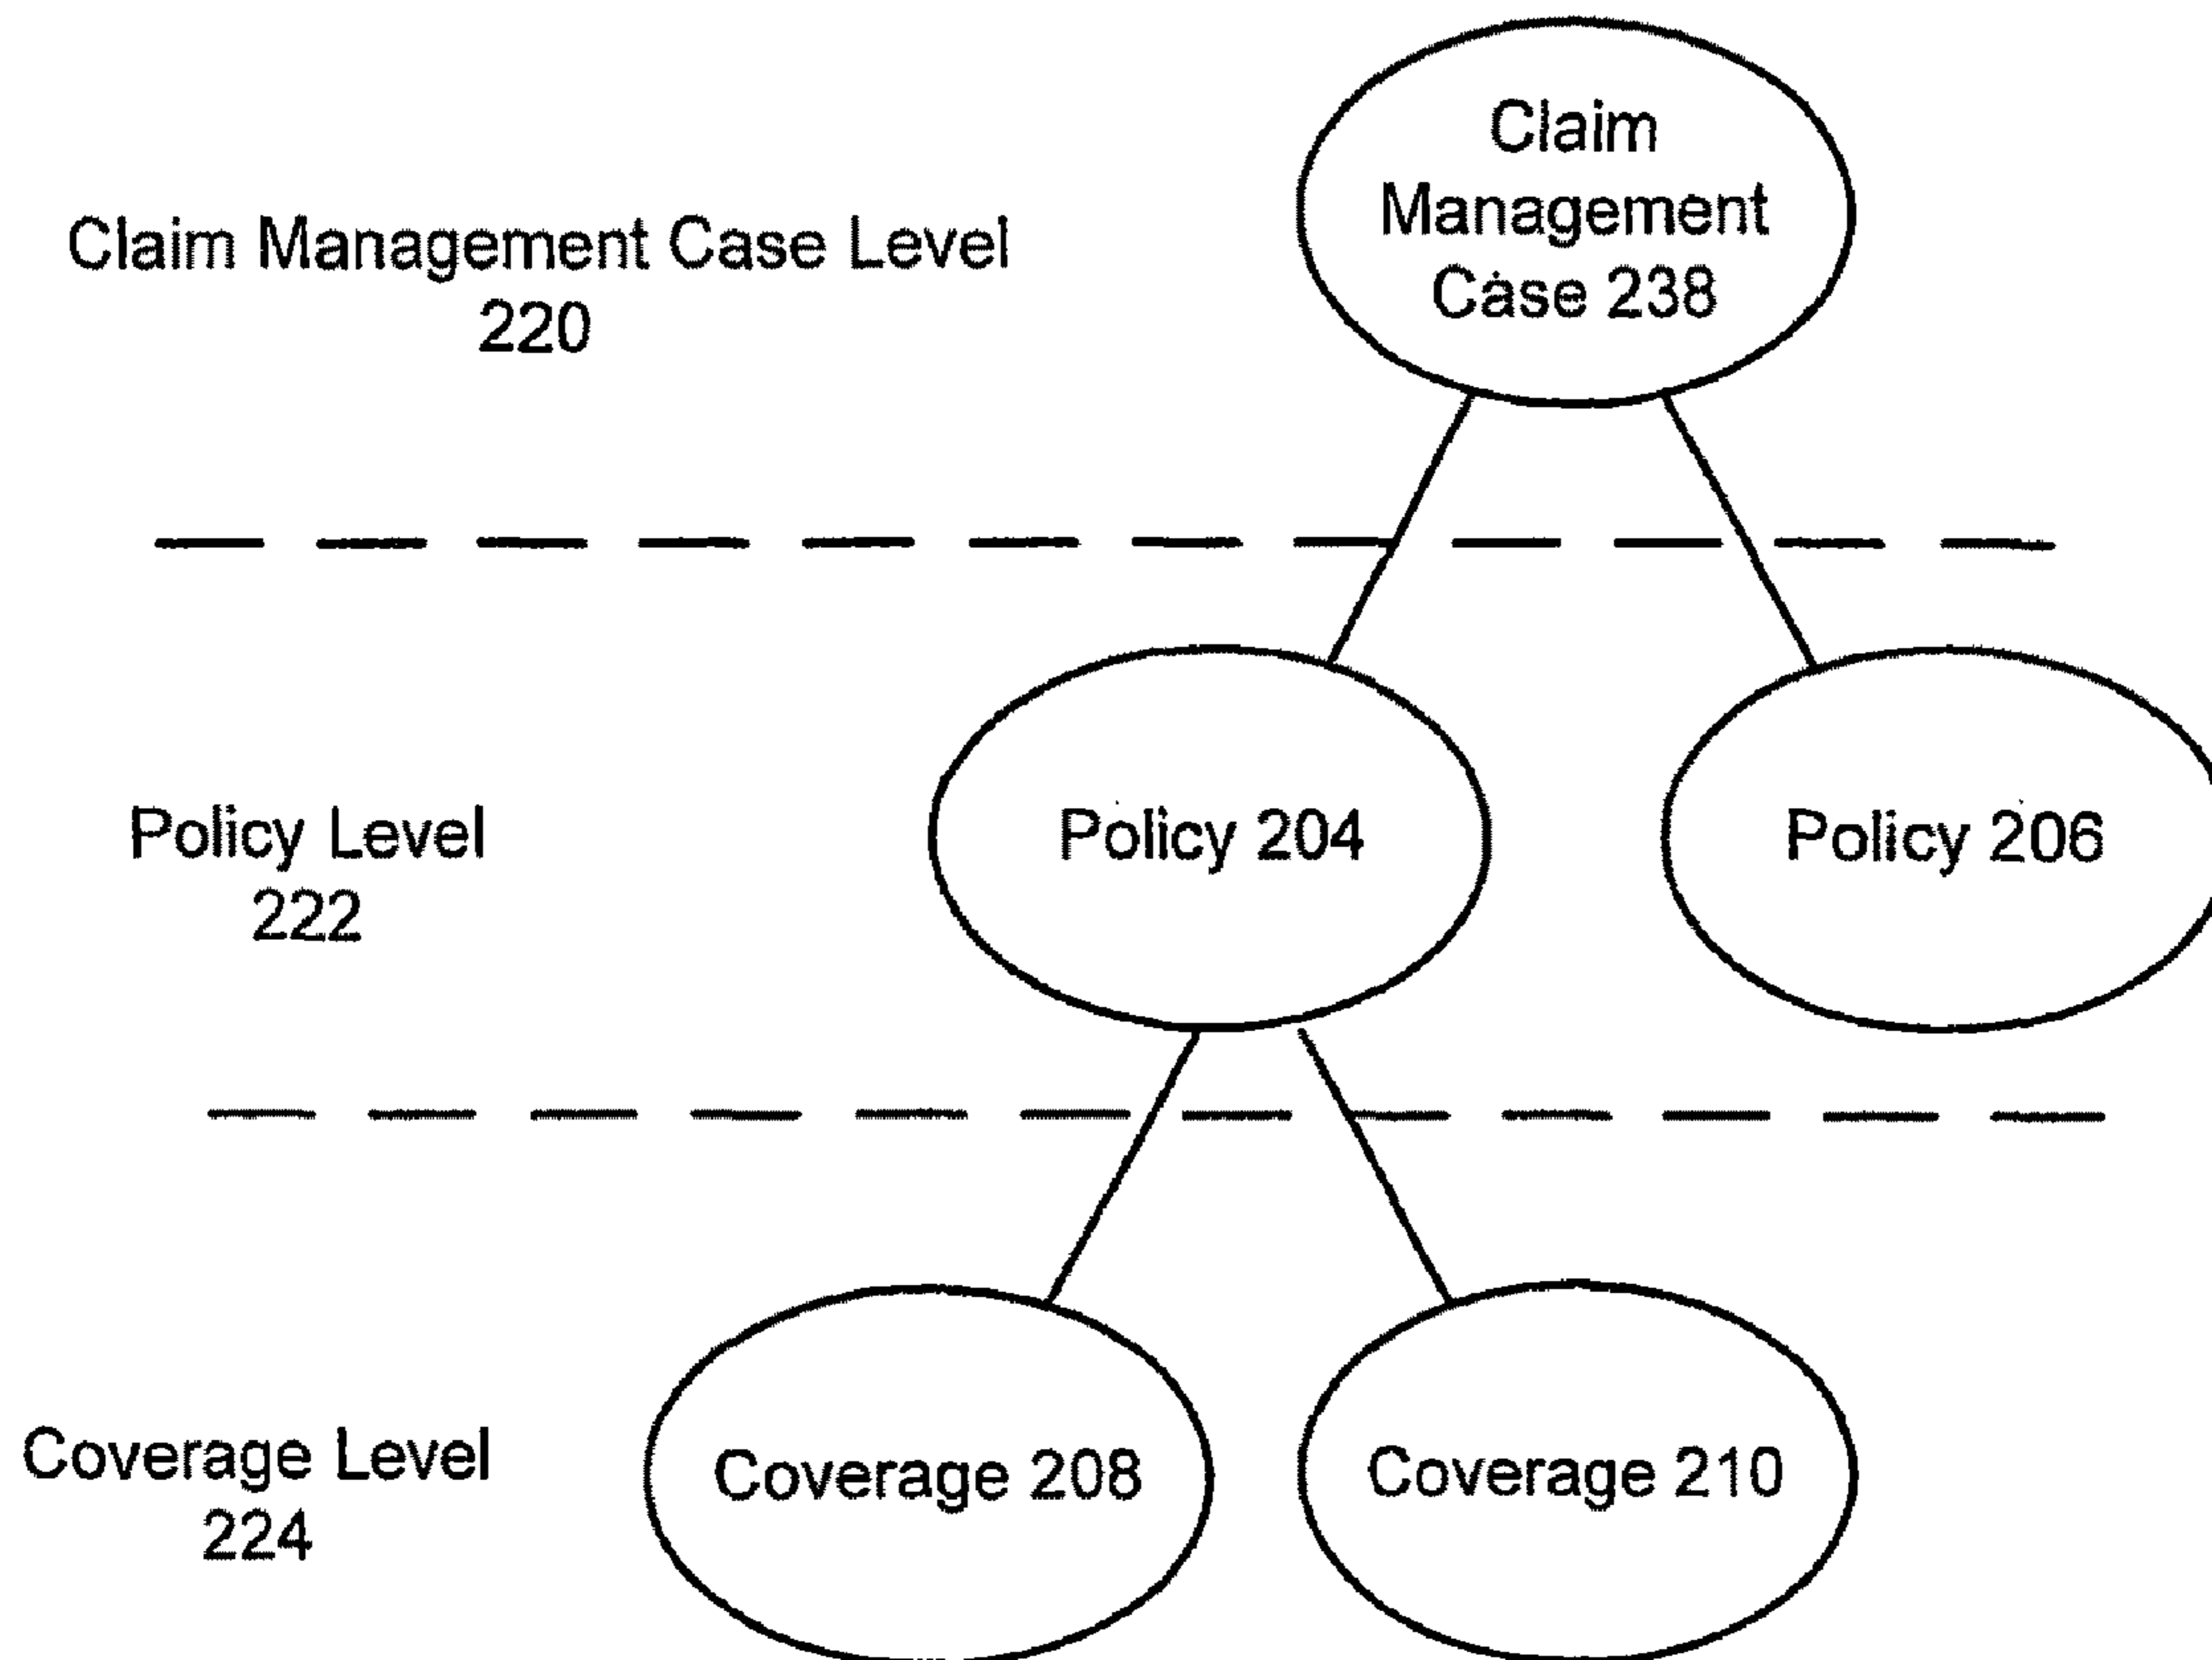 Claim
Management
Case 238
Claim Management Case Level
220
Policy Level
222
Policy 204
Policy 206
Coverage Level
224
Coverage 208
Coverage 210